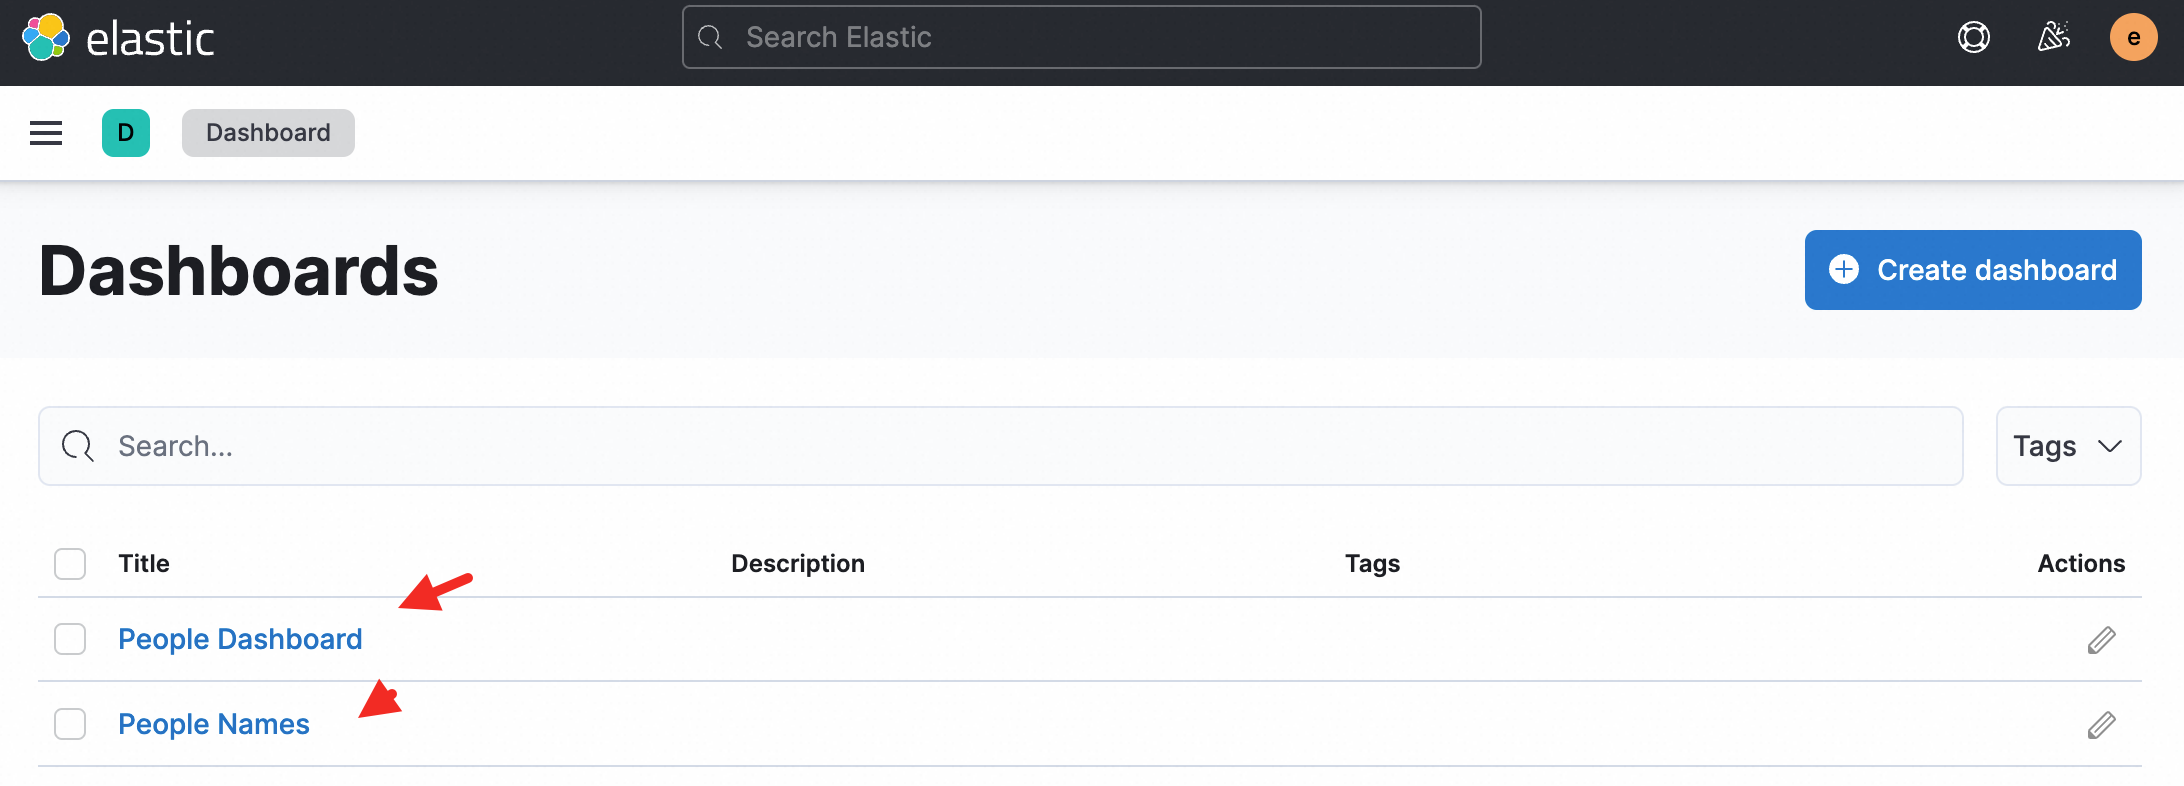 elastic
Search Elastic
e
D
Dashboard
Dashboards
Create dashboard
Search...
Tags
Title Description Tags Actions
People Dashboard
People Names